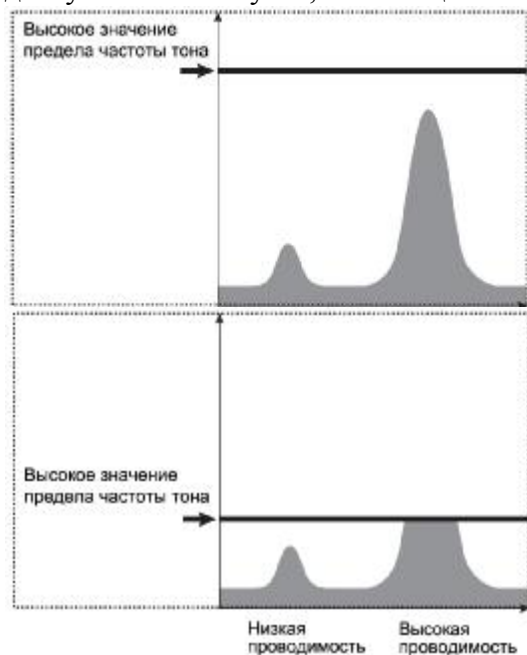 Высокое значение
предела частоты тона
Высокое значение
предела частоты тона
Низкая
проводимость
Высокая
проводимость